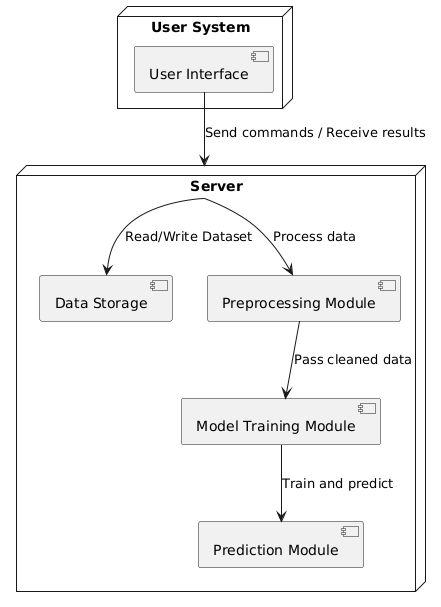 User System
User Interface
Send commands / Receive results
Server
Read/Write Dataset
Process data
Data Storage
Preprocessing Module
Pass cleaned data
Model Training Module
Train and predict
Prediction Module